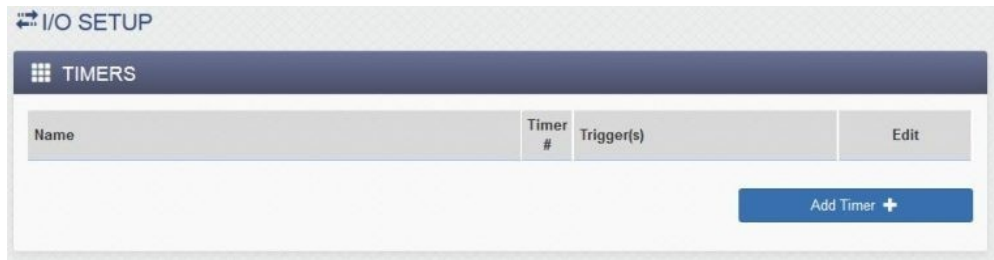 I/O SETUP
TIMERS
Name Timer # Trigger(s) Edit
Add Timer